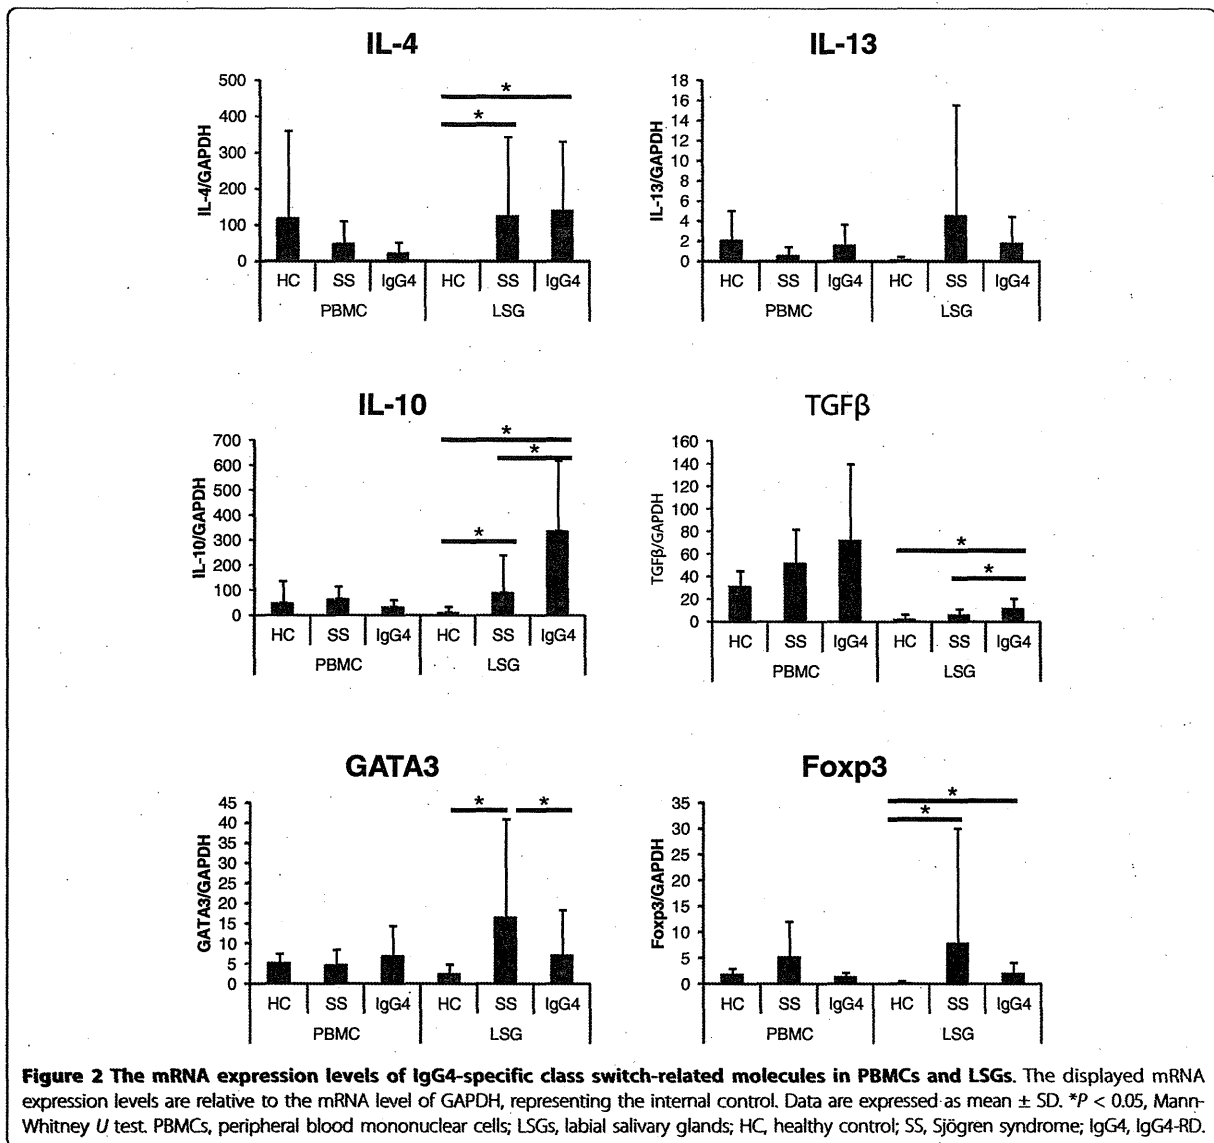 IL-4
IL-4/GAPDH
500
400
300
200
100
0
HC SS IgG4 HC SS IgG4
PBMC LSG
*
*
IL-13
IL-13/GAPDH
18
16
14
12
10
8
6
4
2
0
HC SS IgG4 HC SS IgG4
PBMC LSG
IL-10
IL-10/GAPDH
700
600
500
400
300
200
100
0
HC SS IgG4 HC SS IgG4
PBMC LSG
*
*
*
TGFβ
TGFβ/GAPDH
160
140
120
100
80
60
40
20
0
HC SS IgG4 HC SS IgG4
PBMC LSG
*
*
GATA3
GATA3/GAPDH
45
40
35
30
25
20
15
10
5
0
HC SS IgG4 HC SS IgG4
PBMC LSG
* *
Foxp3
Foxp3/GAPDH
35
30
25
20
15
10
5
0
HC SS IgG4 HC SS IgG4
PBMC LSG
*
*
Figure 2 The mRNA expression levels of IgG4-specific class switch-related molecules in PBMCs and LSGs. The displayed mRNA
expression levels are relative to the mRNA level of GAPDH, representing the internal control. Data are expressed as mean ± SD. *P < 0.05, Mann-
Whitney U test. PBMCs, peripheral blood mononuclear cells; LSGs, labial salivary glands; HC, healthy control; SS, Sjögren syndrome; IgG4, IgG4-RD.